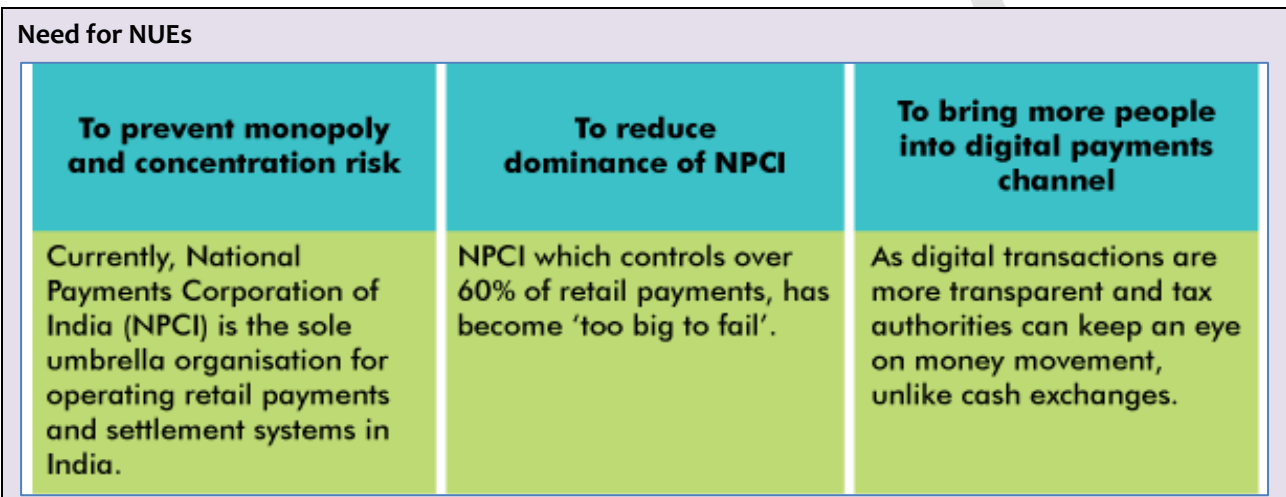 Need for NUEs
To prevent monopoly
and concentration risk
Currently, National
Payments Corporation of
India (NPCI) is the sole
umbrella organisation for
operating retail payments
and settlement systems in
India.
To reduce
dominance of NPCI
NPCI which controls over
60% of retail payments, has
become ‘too big to fail’.
To bring more people
into digital payments
channel
As digital transactions are
more transparent and tax
authorities can keep an eye
on money movement,
unlike cash exchanges.